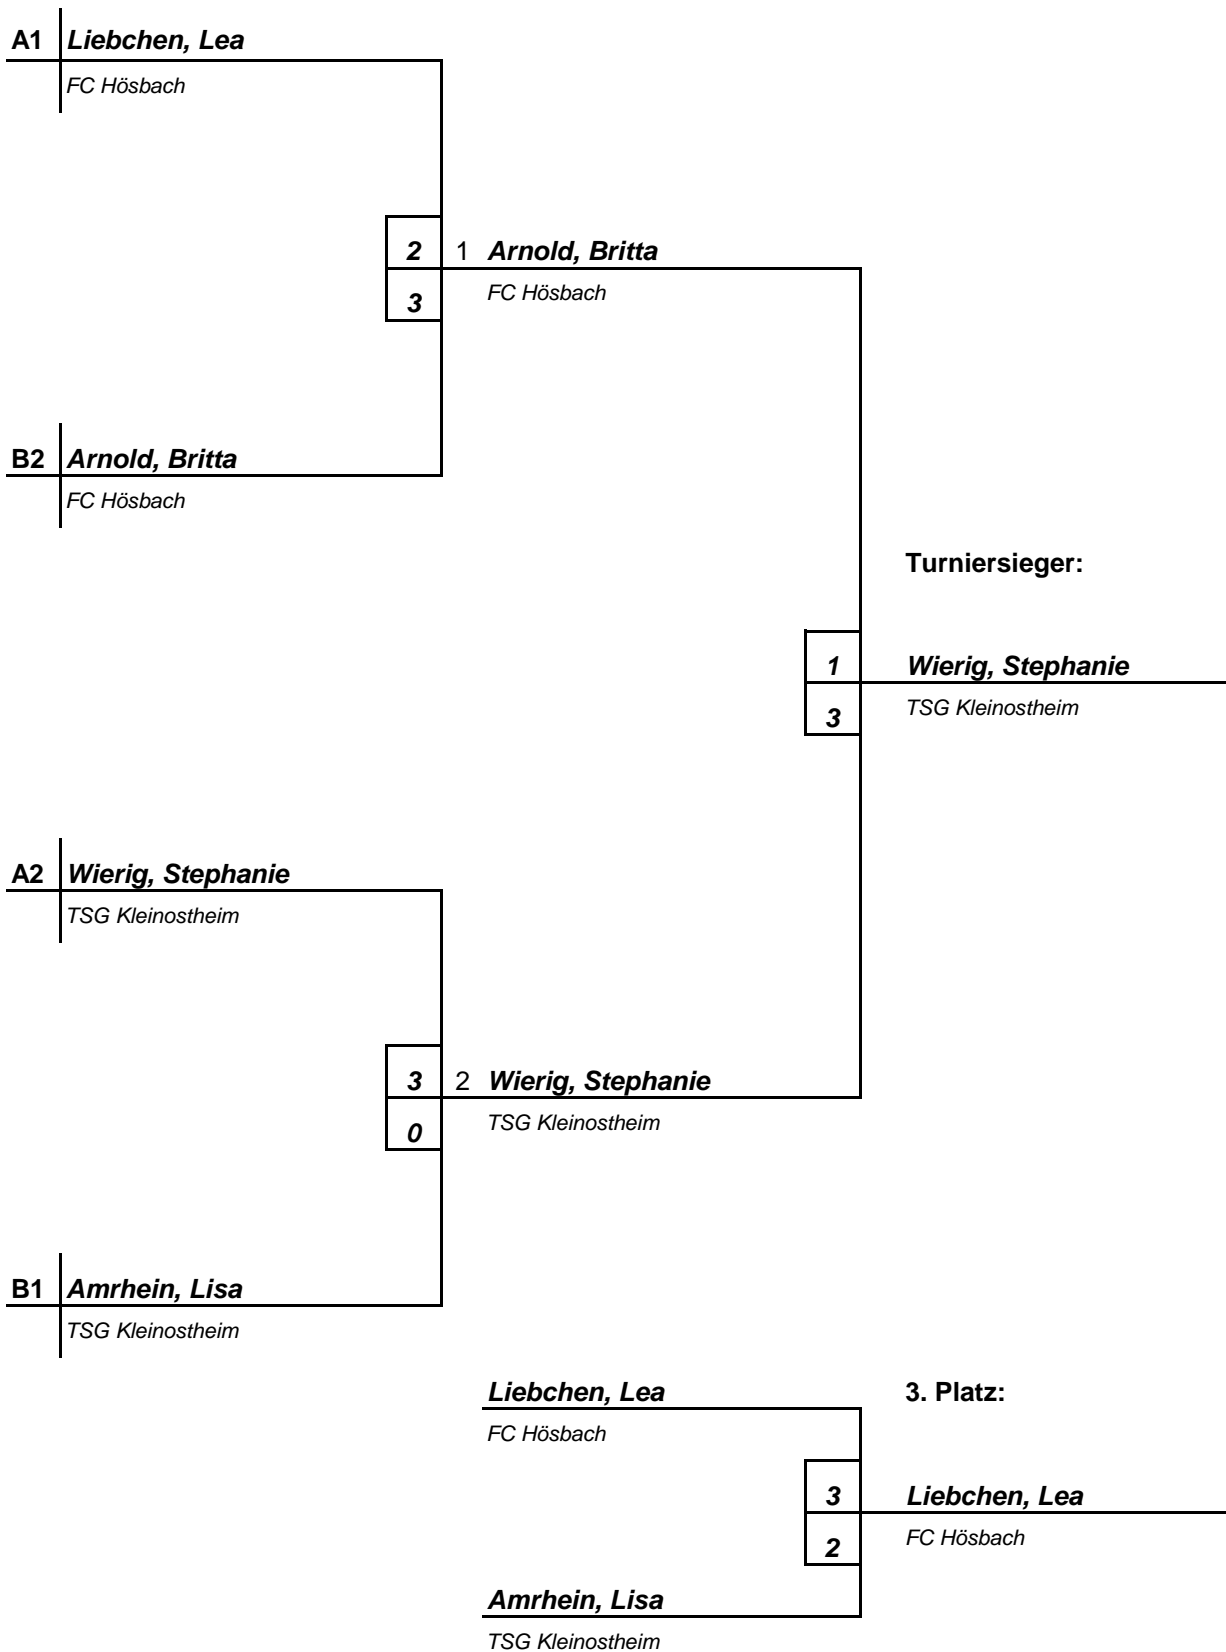 A1 Liebchen, Lea
FC Hösbach
2 1 Arnold, Britta
3 FC Hösbach
B2 Arnold, Britta
FC Hösbach
Turniersieger:
1 Wierig, Stephanie
3 TSG Kleinostheim
A2 Wierig, Stephanie
TSG Kleinostheim
3 2 Wierig, Stephanie
0 TSG Kleinostheim
B1 Amrhein, Lisa
TSG Kleinostheim
Liebchen, Lea 3. Platz:
FC Hösbach
3 Liebchen, Lea
2 FC Hösbach
Amrhein, Lisa
TSG Kleinostheim